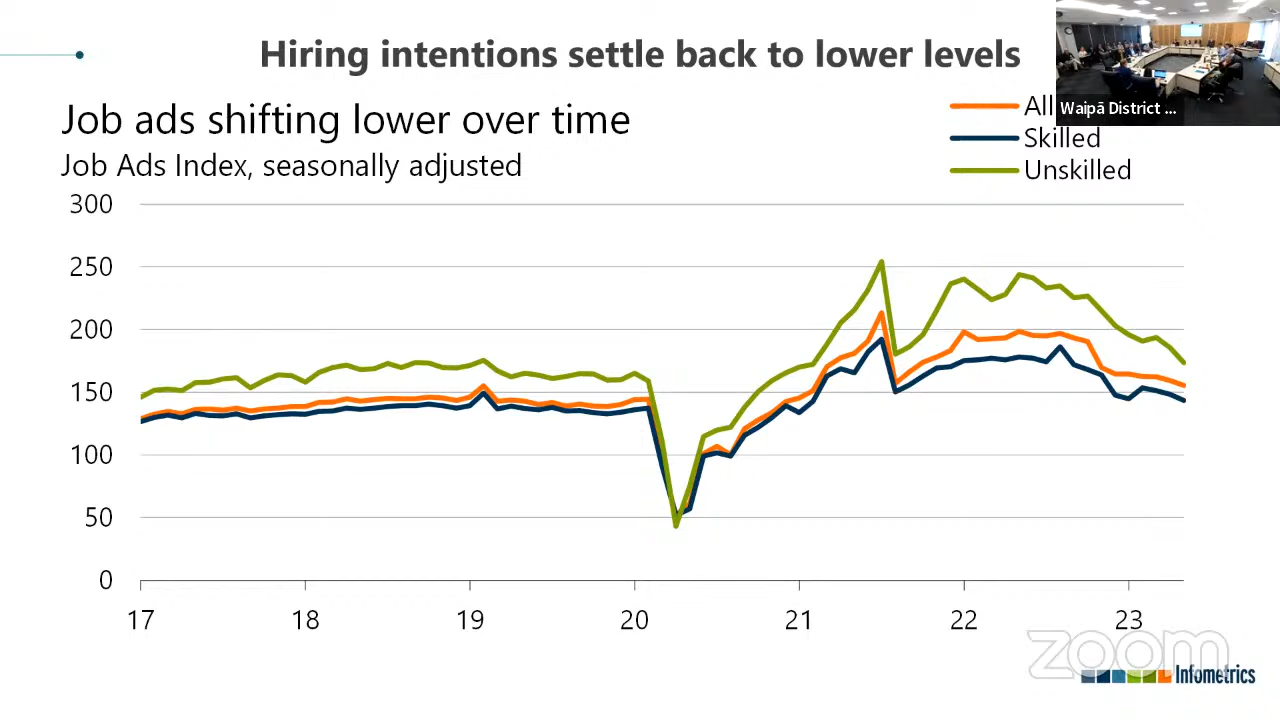 Hiring intentions settle back to lower levels
Job ads shifting lower over time
Job Ads Index, seasonally adjusted
All
Waipā District ...
Skilled
Unskilled
300
250
200
150
100
50
0
17 18 19 20 21 22 23
zoom
Infometrics